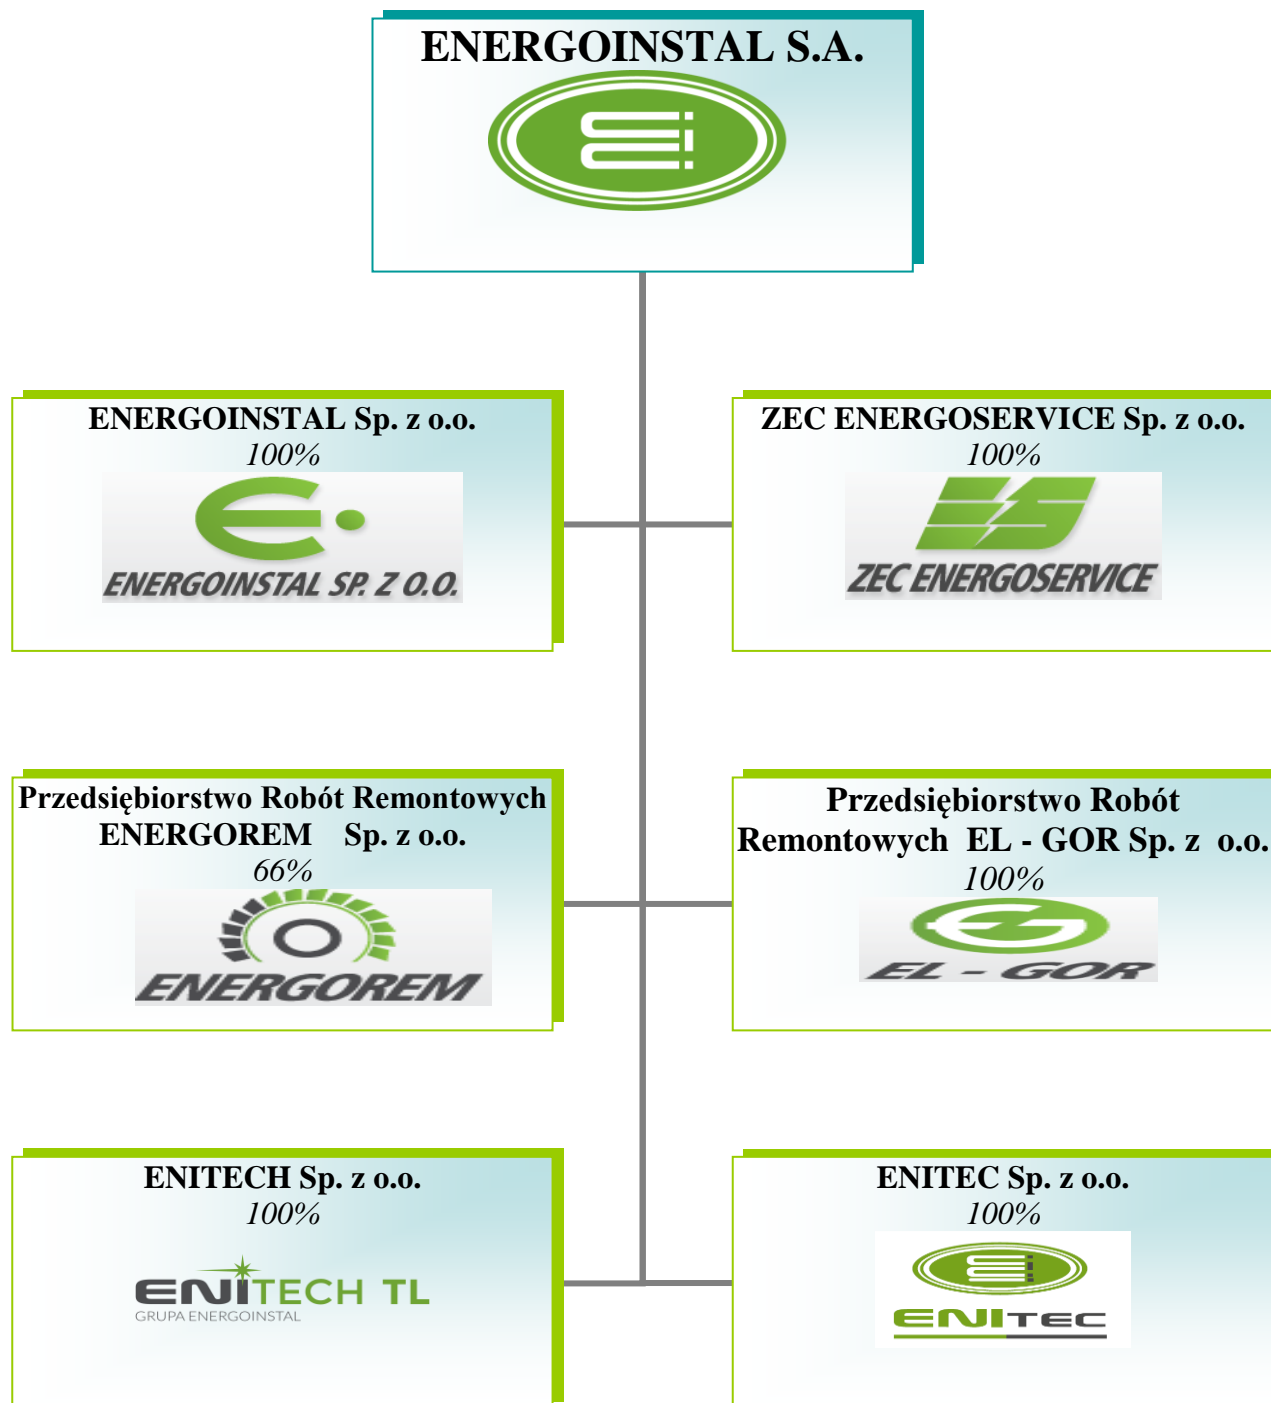 ENERGOINSTAL S.A.
ENERGOINSTAL Sp. z o.o.
100%
ENERGOINSTAL SP. Z O.O.
ZEC ENERGOSERVICE Sp. z o.o.
100%
ZEC ENERGOSERVICE
Przedsiębiorstwo Robót Remontowych
ENERGOREM Sp. z o.o.
66%
ENERGOREM
Przedsiębiorstwo Robót
Remontowych EL - GOR Sp. z o.o.
100%
EL - GOR
ENITECH Sp. z o.o.
100%
ENITECH TL
GRUPA ENERGOINSTAL
ENITEC Sp. z o.o.
100%
ENITEC